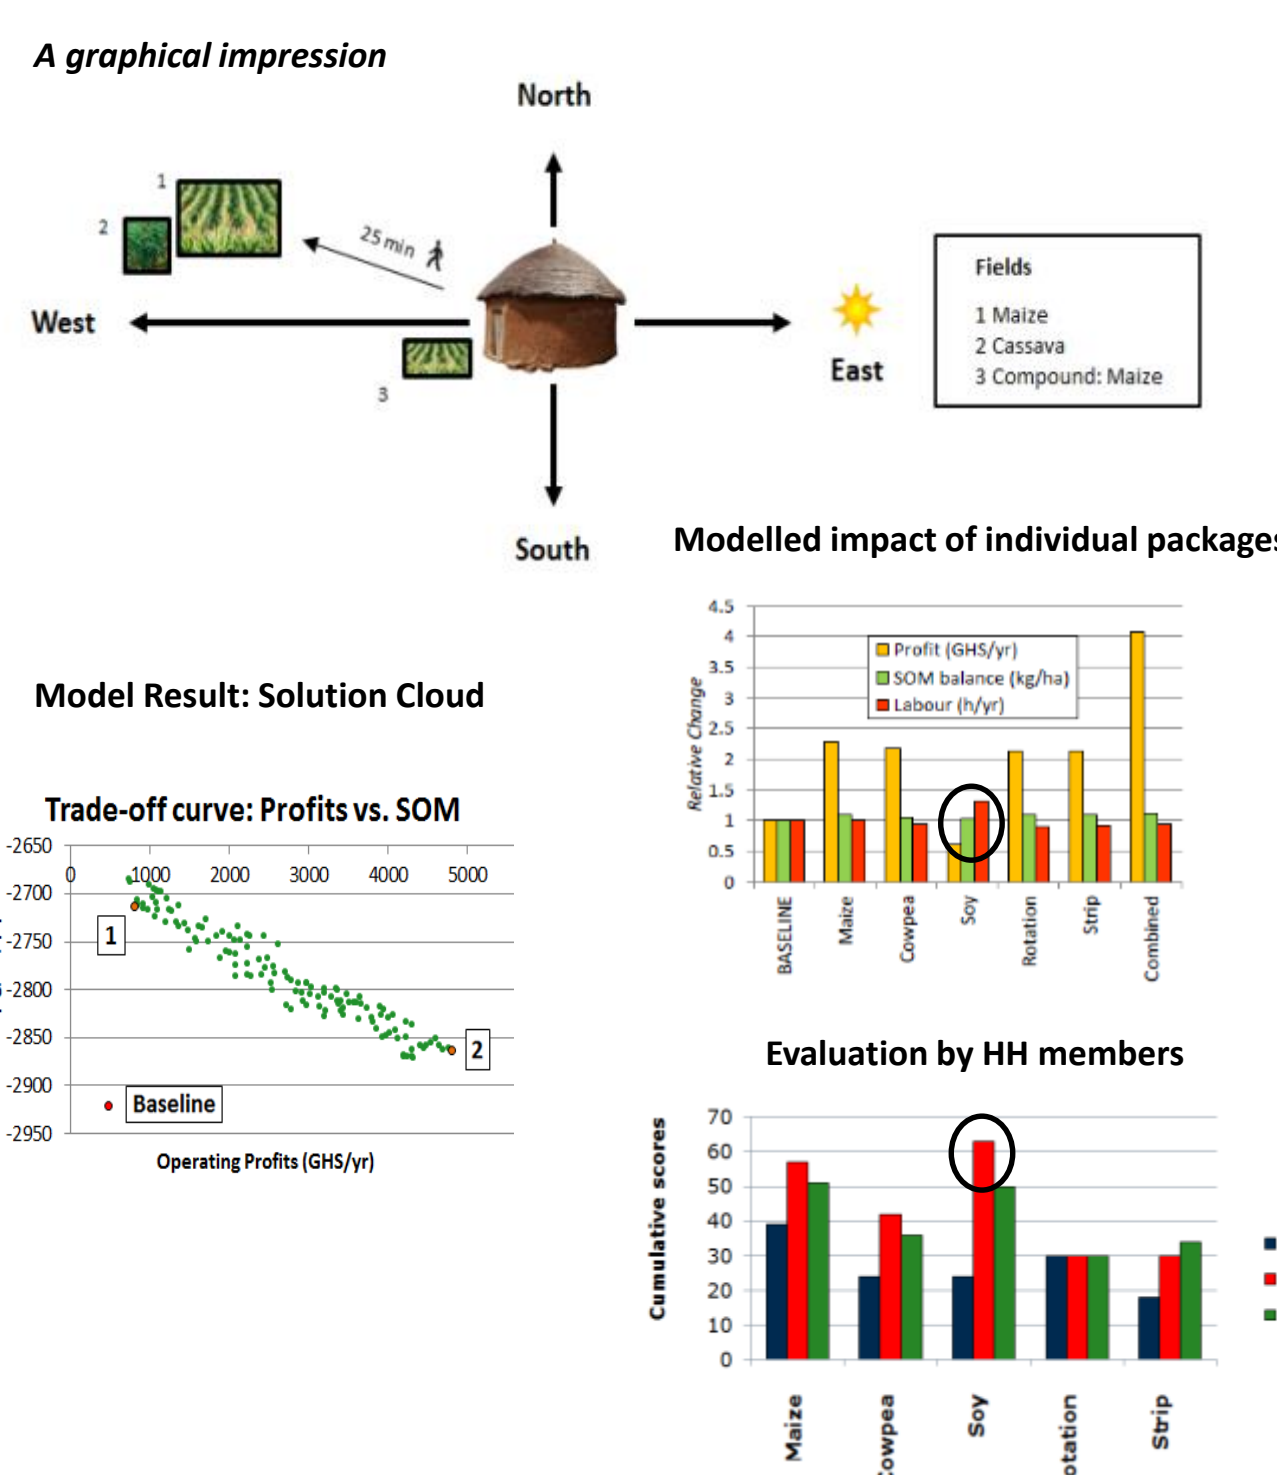 A graphical impression
North
1
2
25 min
West
East
3
South
Fields
1 Maize
2 Cassava
3 Compound: Maize
Modelled impact of individual packages
4.5
4
3.5
3
2.5
2
1.5
1
0.5
0
Relative Change
Profit (GHS/yr)
SOM balance (kg/ha)
Labour (h/yr)
BASELINE
Maize
Cowpea
Soy
Rotation
Strip
Combined
Model Result: Solution Cloud
Trade-off curve: Profits vs. SOM
-2650
-2700
-2750
-2800
-2850
-2900
-2950
0
1000
2000
3000
4000
5000
1
2
Baseline
Operating Profits (GHS/yr)
Evaluation by HH members
70
60
50
40
30
20
10
0
Cumulative scores
Maize
Cowpea
Soy
otation
Strip